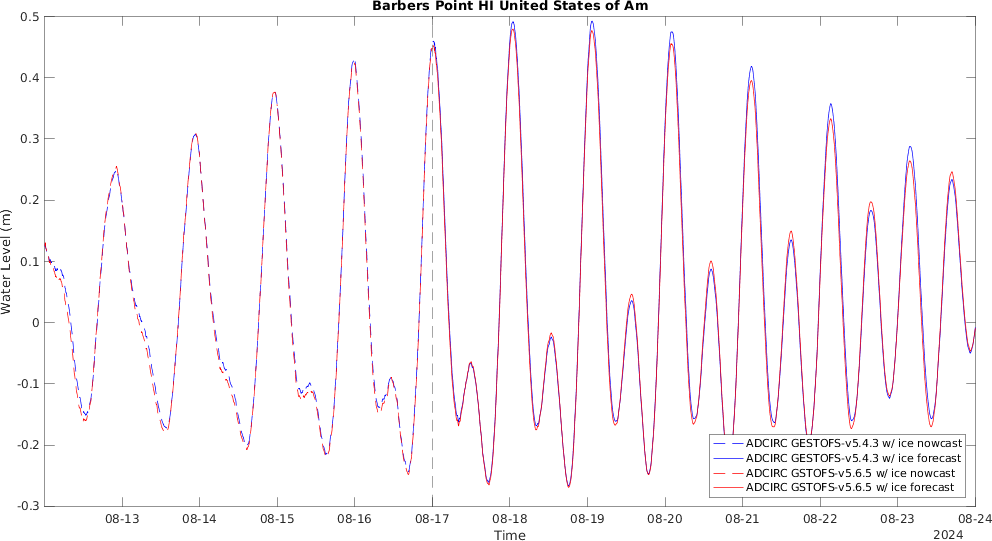 Barbers Point HI United States of Am
Water Level (m)
0.5
0.4
0.3
0.2
0.1
0
-0.1
-0.2
-0.3
ADCIRC GESTOFS-v5.4.3 w/ ice nowcast
ADCIRC GESTOFS-v5.4.3 w/ ice forecast
ADCIRC GSTOFS-v5.6.5 w/ ice nowcast
ADCIRC GSTOFS-v5.6.5 w/ ice forecast
08-13 08-14 08-15 08-16 08-17 08-18 08-19 08-20 08-21 08-22 08-23 08-24
Time
2024